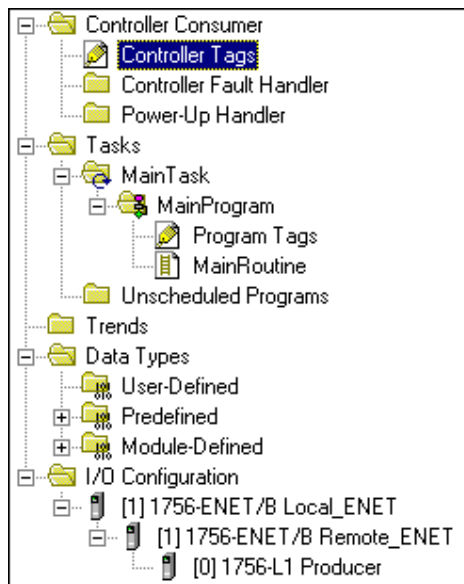 Controller Consumer
Controller Tags
Controller Fault Handler
Power-Up Handler
Tasks
MainTask
MainProgram
Program Tags
MainRoutine
Unscheduled Programs
Trends
Data Types
User-Defined
Predefined
Module-Defined
I/O Configuration
[1] 1756-ENET/B Local_ENET
[1] 1756-ENET/B Remote_ENET
[0] 1756-L1 Producer